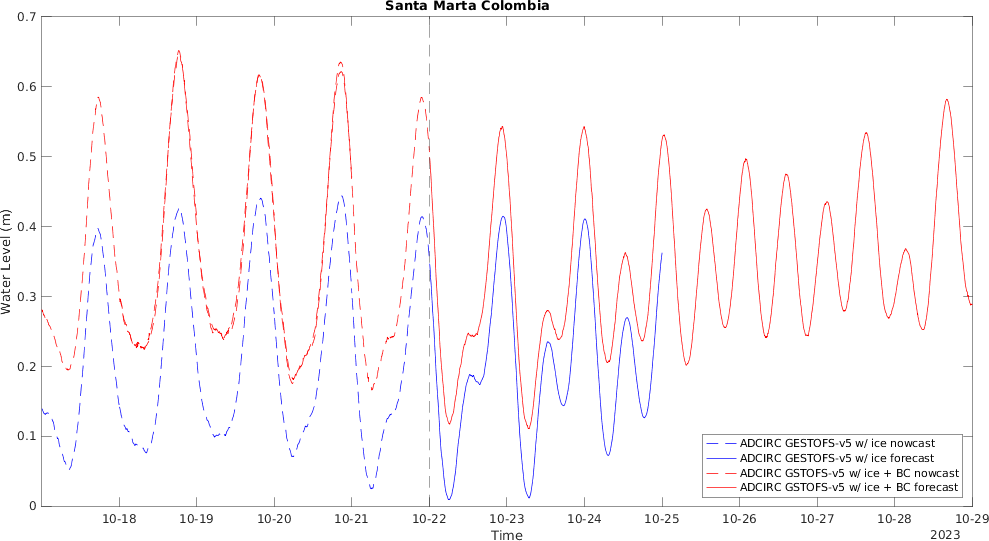 Santa Marta Colombia
0.7
0.6
0.5
0.4
0.3
0.2
0.1
0
Water Level (m)
ADCIRC GESTOFS-v5 w/ ice nowcast
ADCIRC GESTOFS-v5 w/ ice forecast
ADCIRC GSTOFS-v5 w/ ice + BC nowcast
ADCIRC GSTOFS-v5 w/ ice + BC forecast
10-18 10-19 10-20 10-21 10-22 10-23 10-24 10-25 10-26 10-27 10-28 10-29
Time
2023